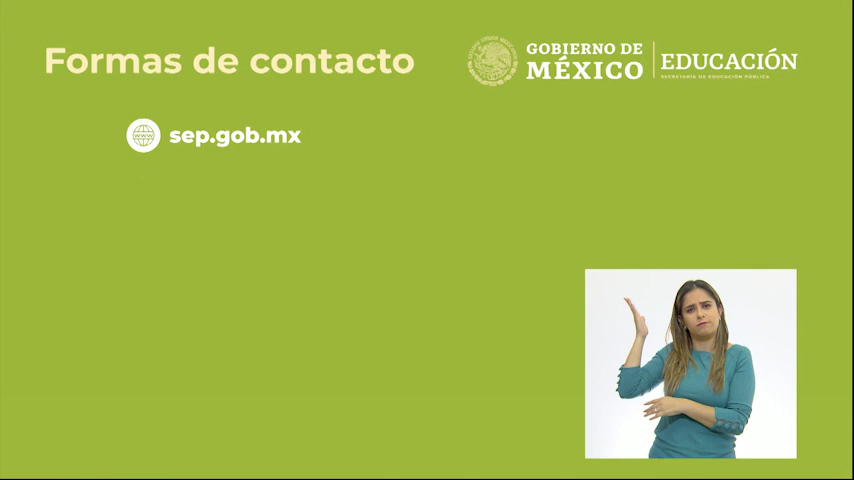 Formas de contacto
GOBIERNO DE
MÉXICO
EDUCACIÓN
SECRETARÍA DE EDUCACIÓN PÚBLICA
www
sep.gob.mx